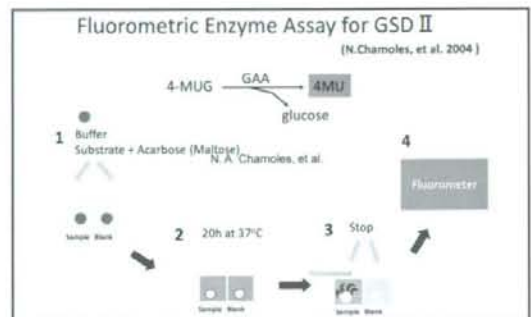 Fluorometric Enzyme Assay for GSD II
(N.Chamoles, et al. 2004 )
4-MUG GAA 4MU
glucose
1 Buffer
Substrate + Acarbose (Maltose)
N. A. Chamoles, et al.
4
Fluorometer
Sample Blank
2 20h at 37°C
3 Stop
Sample Blank
Sample Blank